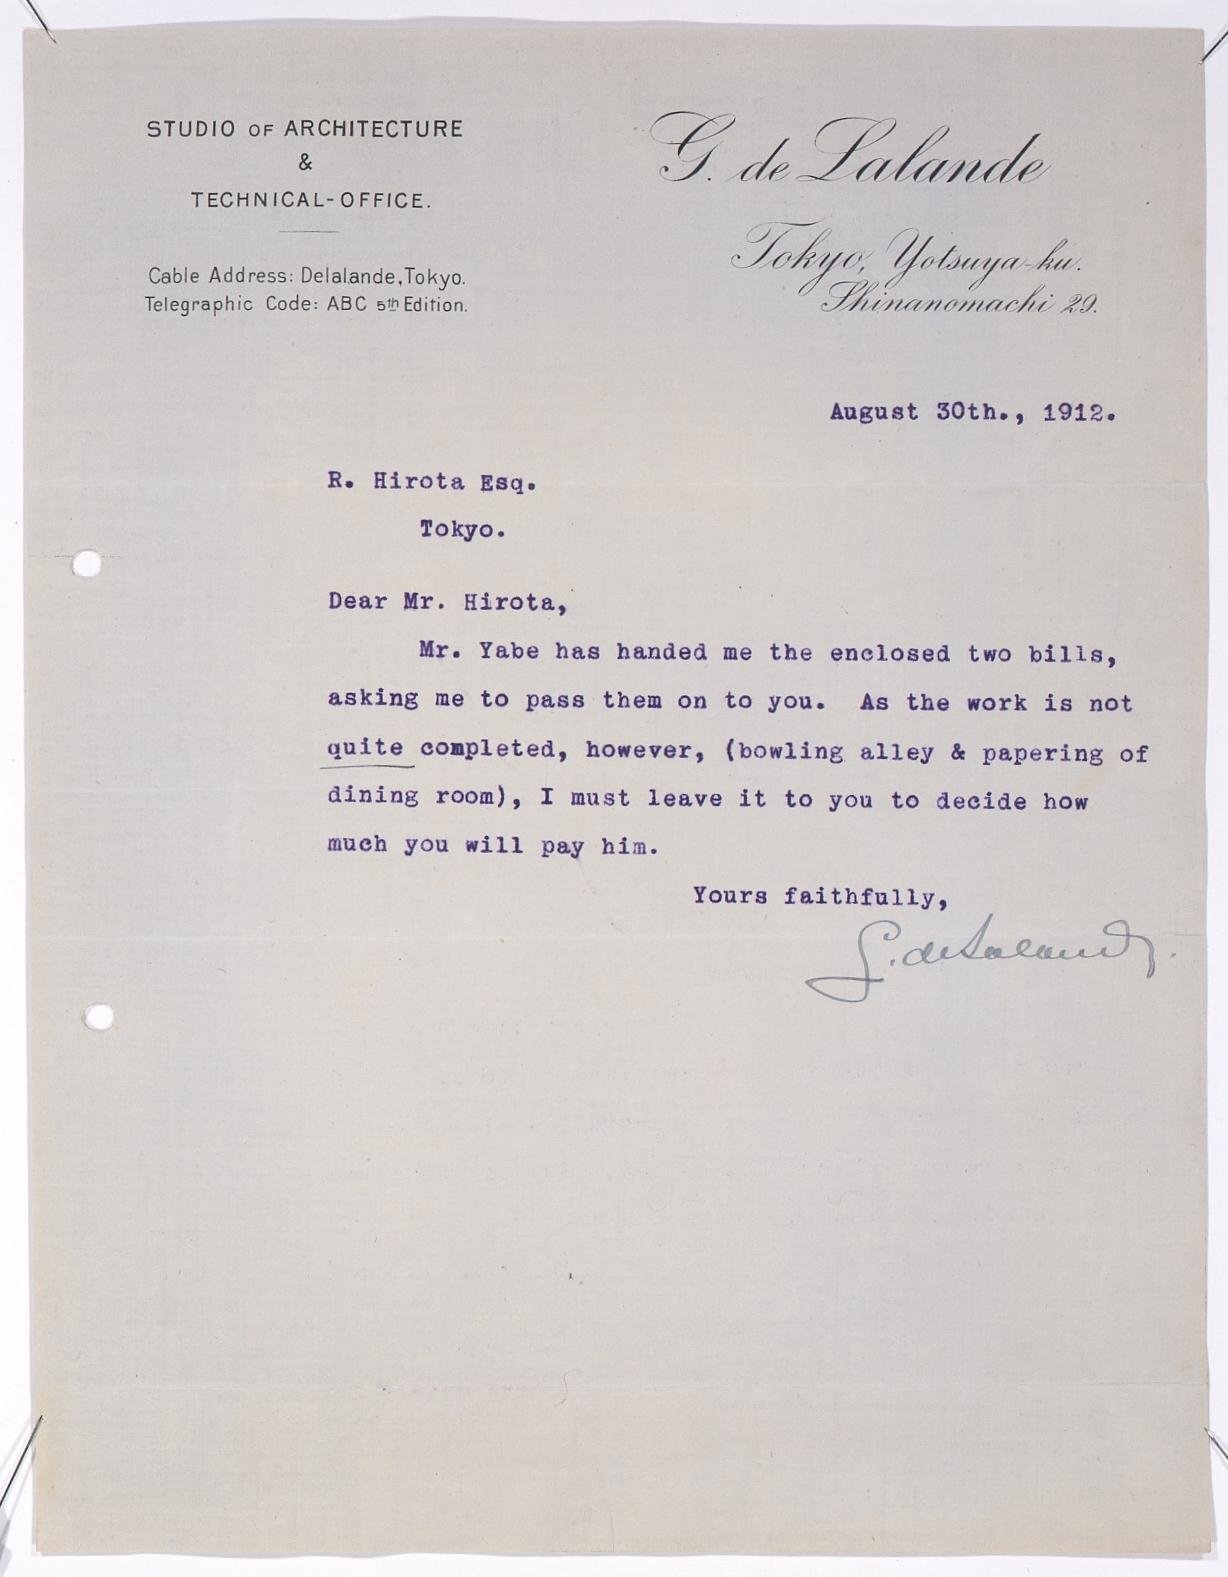 STUDIO OF ARCHITECTURE
&
TECHNICAL-OFFICE.
Cable Address: Delalande, Tokyo.
Telegraphic Code: ABC 5th Edition.
G. de Lalande
Tokyo, Yotsuya-ku.
Shinanomachi 29.
August 30th., 1912.
R. Hirota Esq.
Tokyo.
Dear Mr. Hirota,
Mr. Yabe has handed me the enclosed two bills,
asking me to pass them on to you. As the work is not
quite completed, however, (bowling alley & papering of
dining room), I must leave it to you to decide how
much you will pay him.
Yours faithfully,
G. de Lalande.